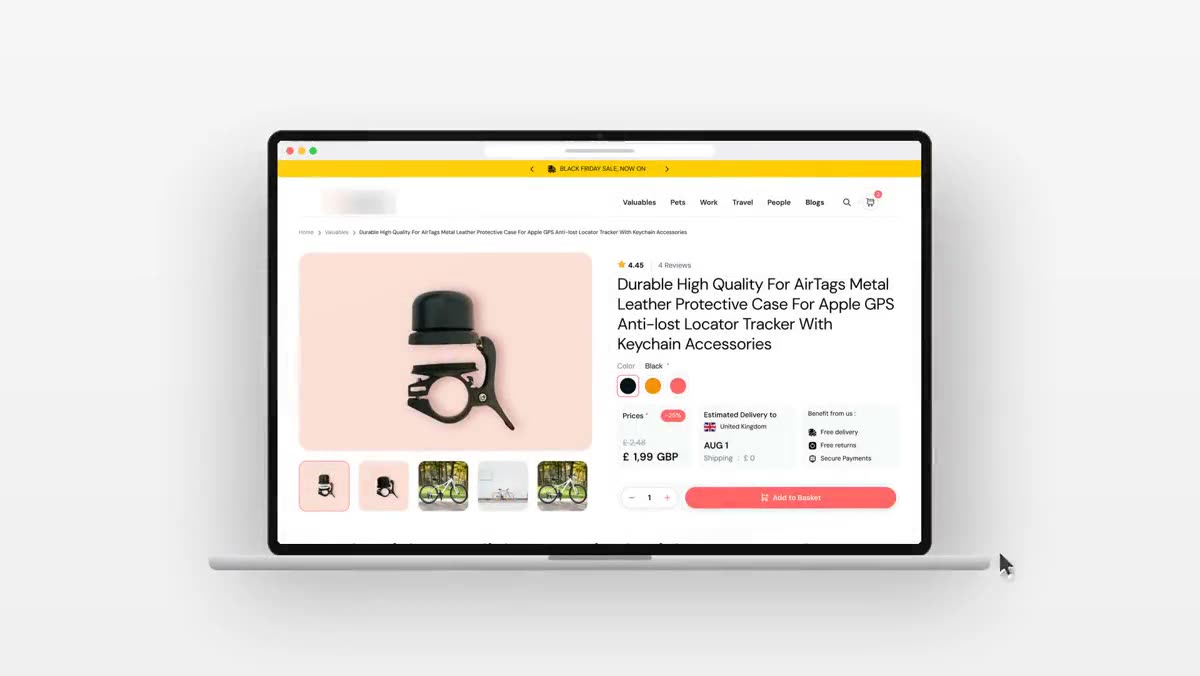 BLACK FRIDAY SALE, NOW ON
Valuables Pets Work Travel People Blogs
Home Valuables Durable High Quality For AirTags Metal Leather Protective Case For Apple GPS Anti-lost Locator Tracker With Keychain Accessories
4.45 4 Reviews
Durable High Quality For AirTags Metal
Leather Protective Case For Apple GPS
Anti-lost Locator Tracker With
Keychain Accessories
Color Black *
Prices * -25%
£ 2,48
£ 1,99 GBP
Estimated Delivery to
United Kingdom
AUG 1
Shipping : £ 0
Benefit from us :
Free delivery
Free returns
Secure Payments
− 1 +
Add to Basket